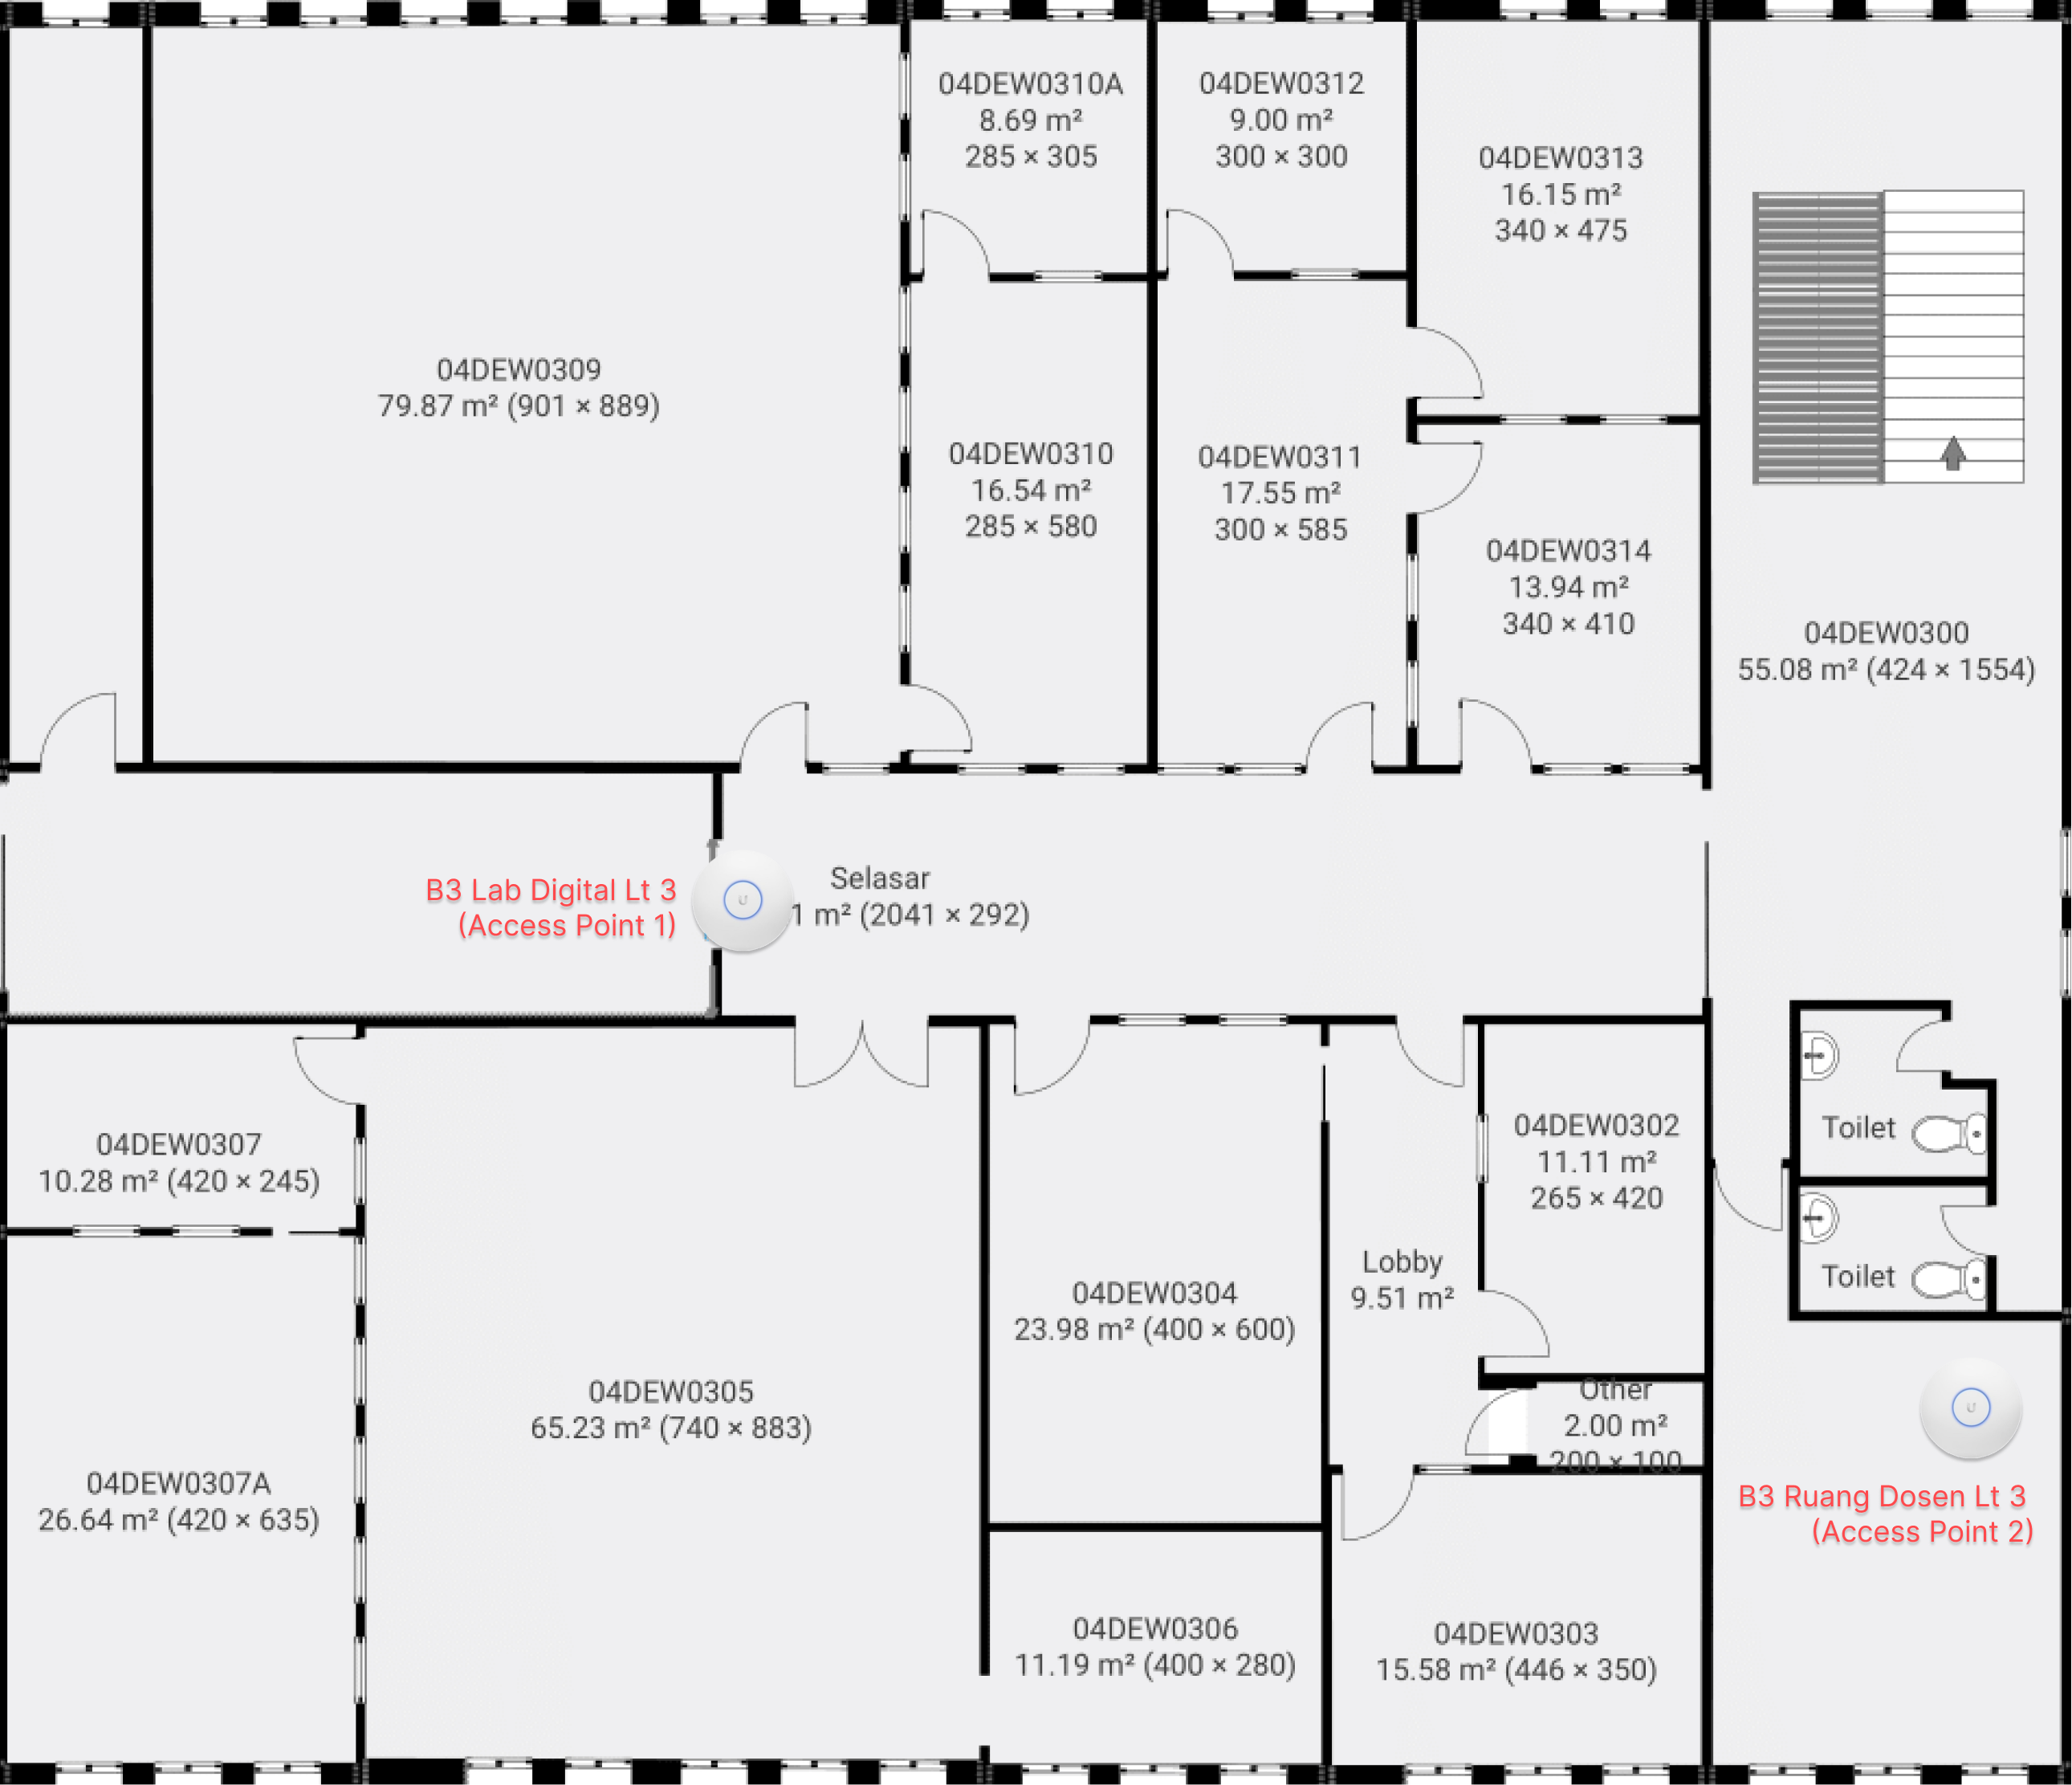 04DEW0310A
8.69 m²
285 × 305
04DEW0312
9.00 m²
300 × 300
04DEW0313
16.15 m²
340 × 475
04DEW0309
79.87 m² (901 × 889)
04DEW0310
16.54 m²
285 × 580
04DEW0311
17.55 m²
300 × 585
04DEW0314
13.94 m²
340 × 410
04DEW0300
55.08 m² (424 × 1554)
B3 Lab Digital Lt 3
(Access Point 1)
Selasar
1 m² (2041 × 292)
04DEW0307
10.28 m² (420 × 245)
04DEW0302
11.11 m²
265 × 420
Toilet
Toilet
Lobby
9.51 m²
04DEW0304
23.98 m² (400 × 600)
04DEW0305
65.23 m² (740 × 883)
Other
2.00 m²
200 × 100
04DEW0307A
26.64 m² (420 × 635)
B3 Ruang Dosen Lt 3
(Access Point 2)
04DEW0306
11.19 m² (400 × 280)
04DEW0303
15.58 m² (446 × 350)